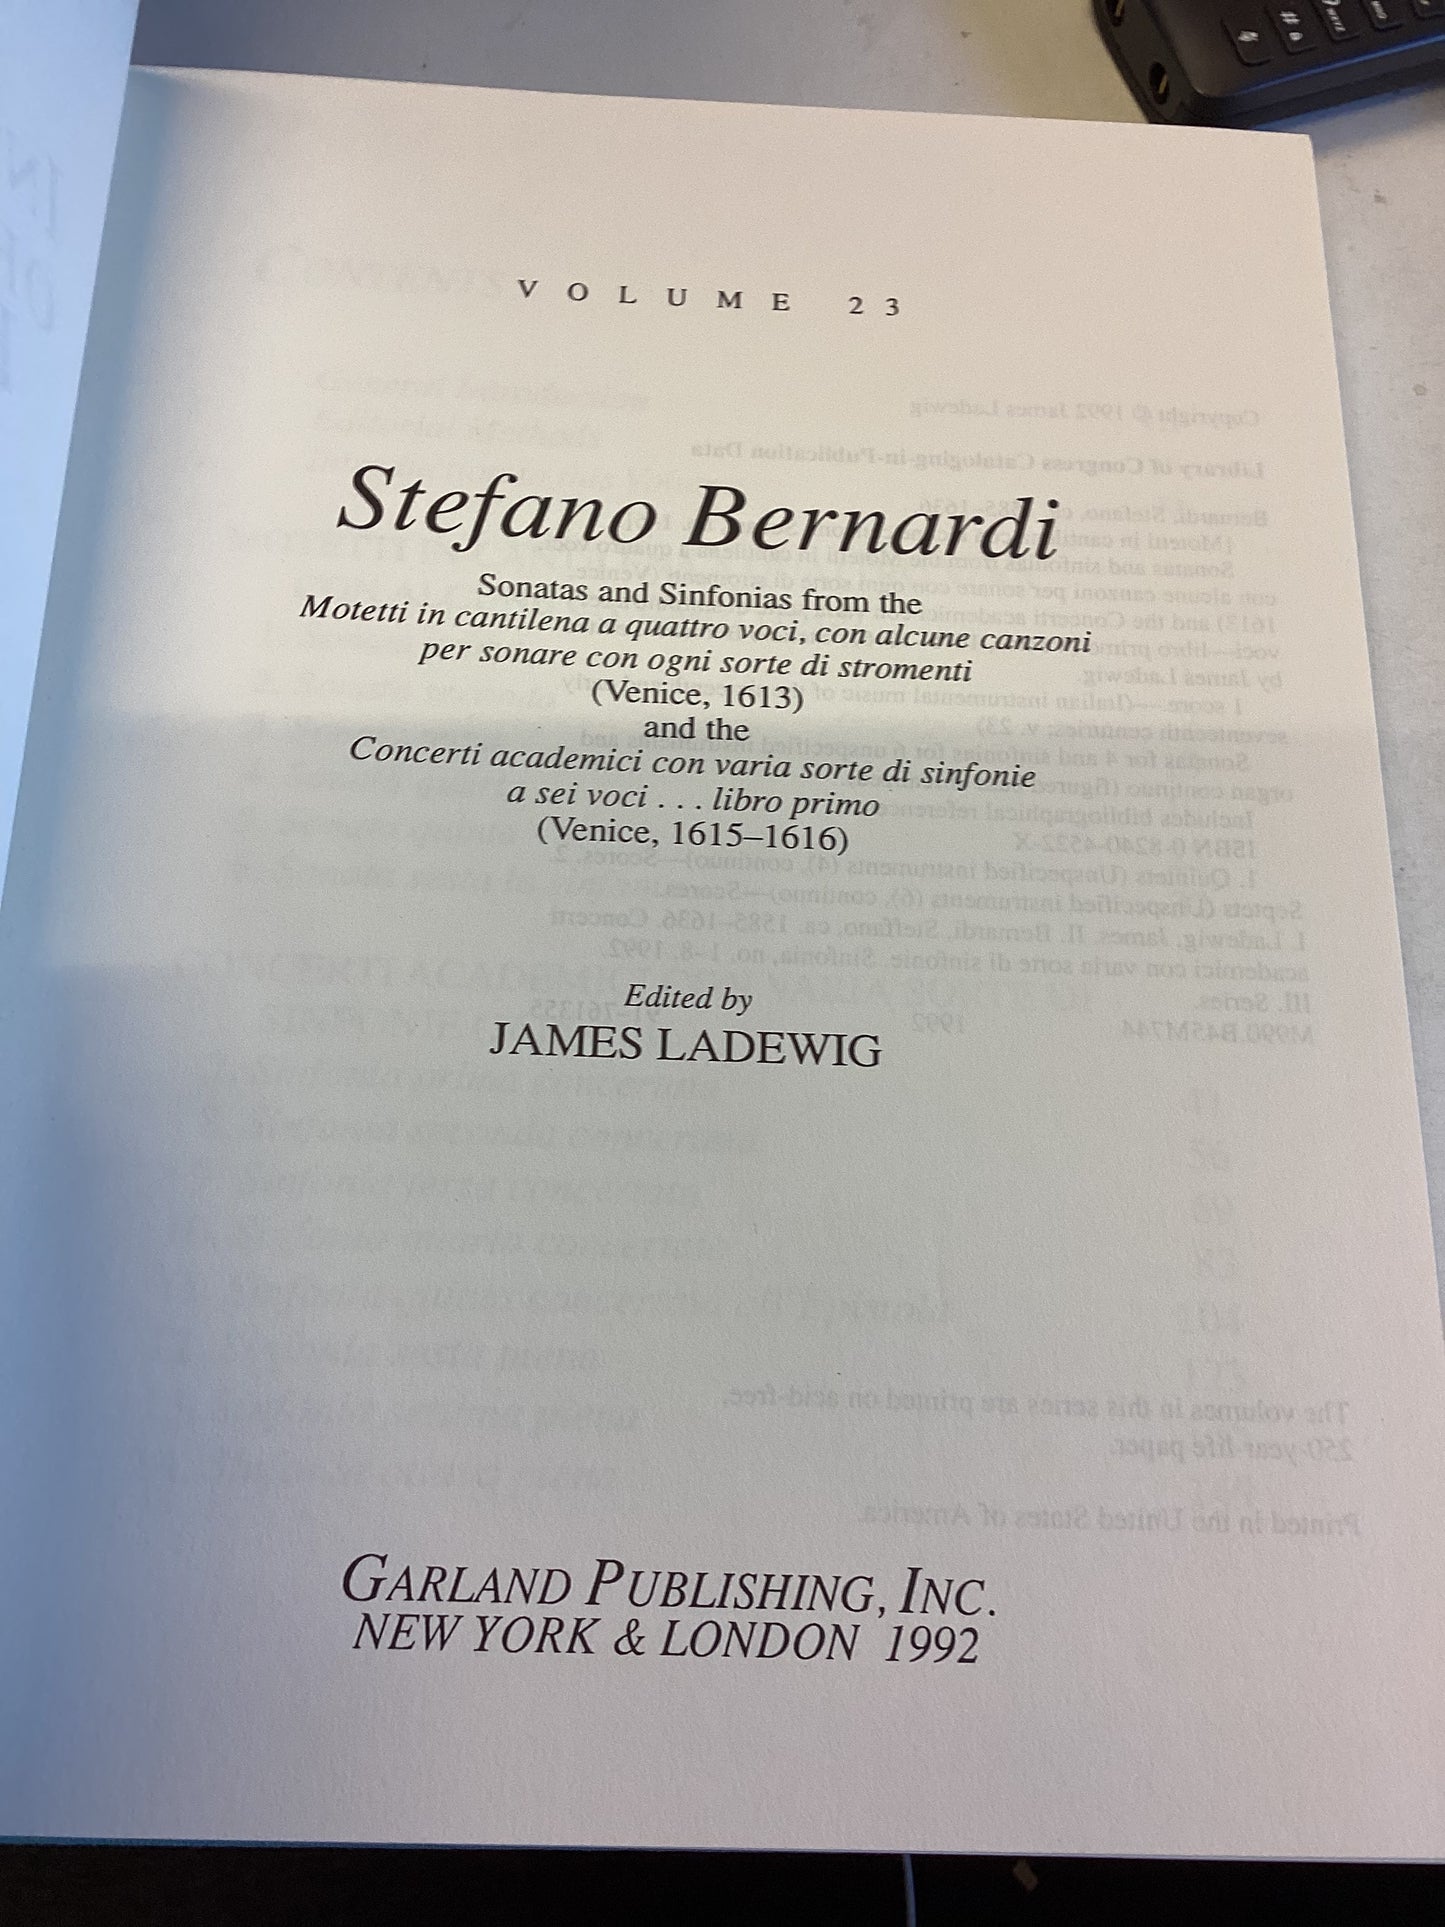 VOLUME 23
Stefano Bernardi
Sonatas and Sinfonias from the
Motetti in cantilena a quattro voci, con alcune canzoni
per sonare con ogni sorte di stromenti
(Venice, 1613)
and the
Concerti academici con varia sorte di sinfonie
a sei voci . . . libro primo
(Venice, 1615–1616)
Edited by
JAMES LADEWIG
GARLAND PUBLISHING, INC.
NEW YORK & LONDON 1992